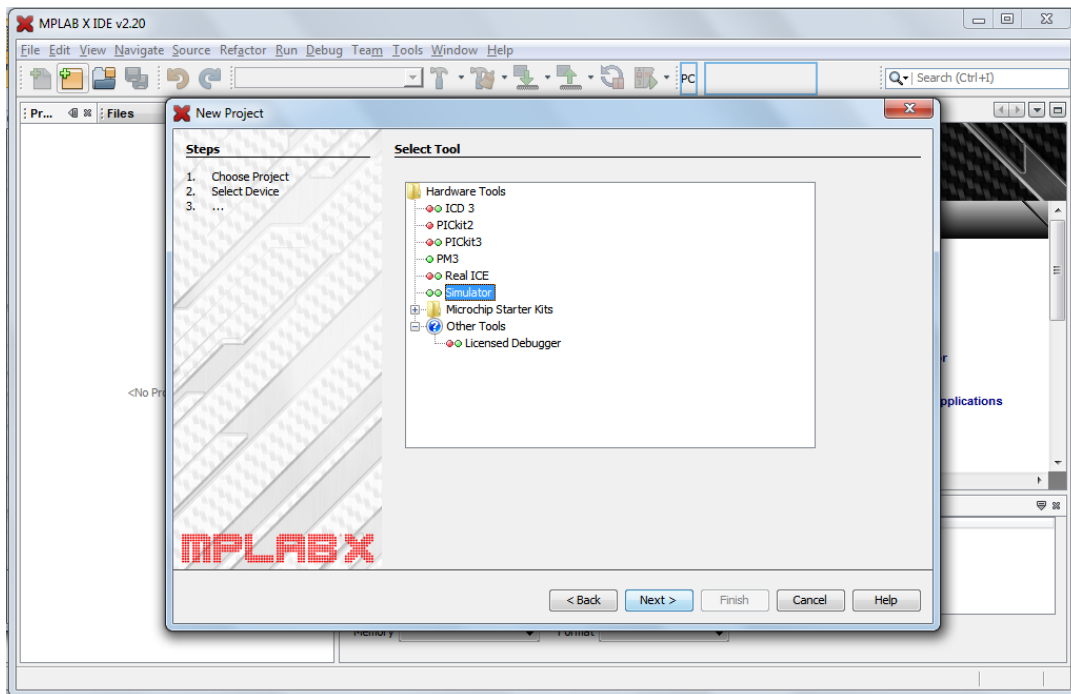 MPLAB X IDE v2.20
File Edit View Navigate Source Refactor Run Debug Team Tools Window Help
PC
Search (Ctrl+I)
Pr...
Files
New Project
Steps
1. Choose Project
2. Select Device
3. ...
Select Tool
Hardware Tools
ICD 3
PICkit2
PICkit3
PM3
Real ICE
Simulator
Microchip Starter Kits
Other Tools
Licensed Debugger
<No Pr
r
pplications
MPLAB X
< Back
Next >
Finish
Cancel
Help
Memory
Format